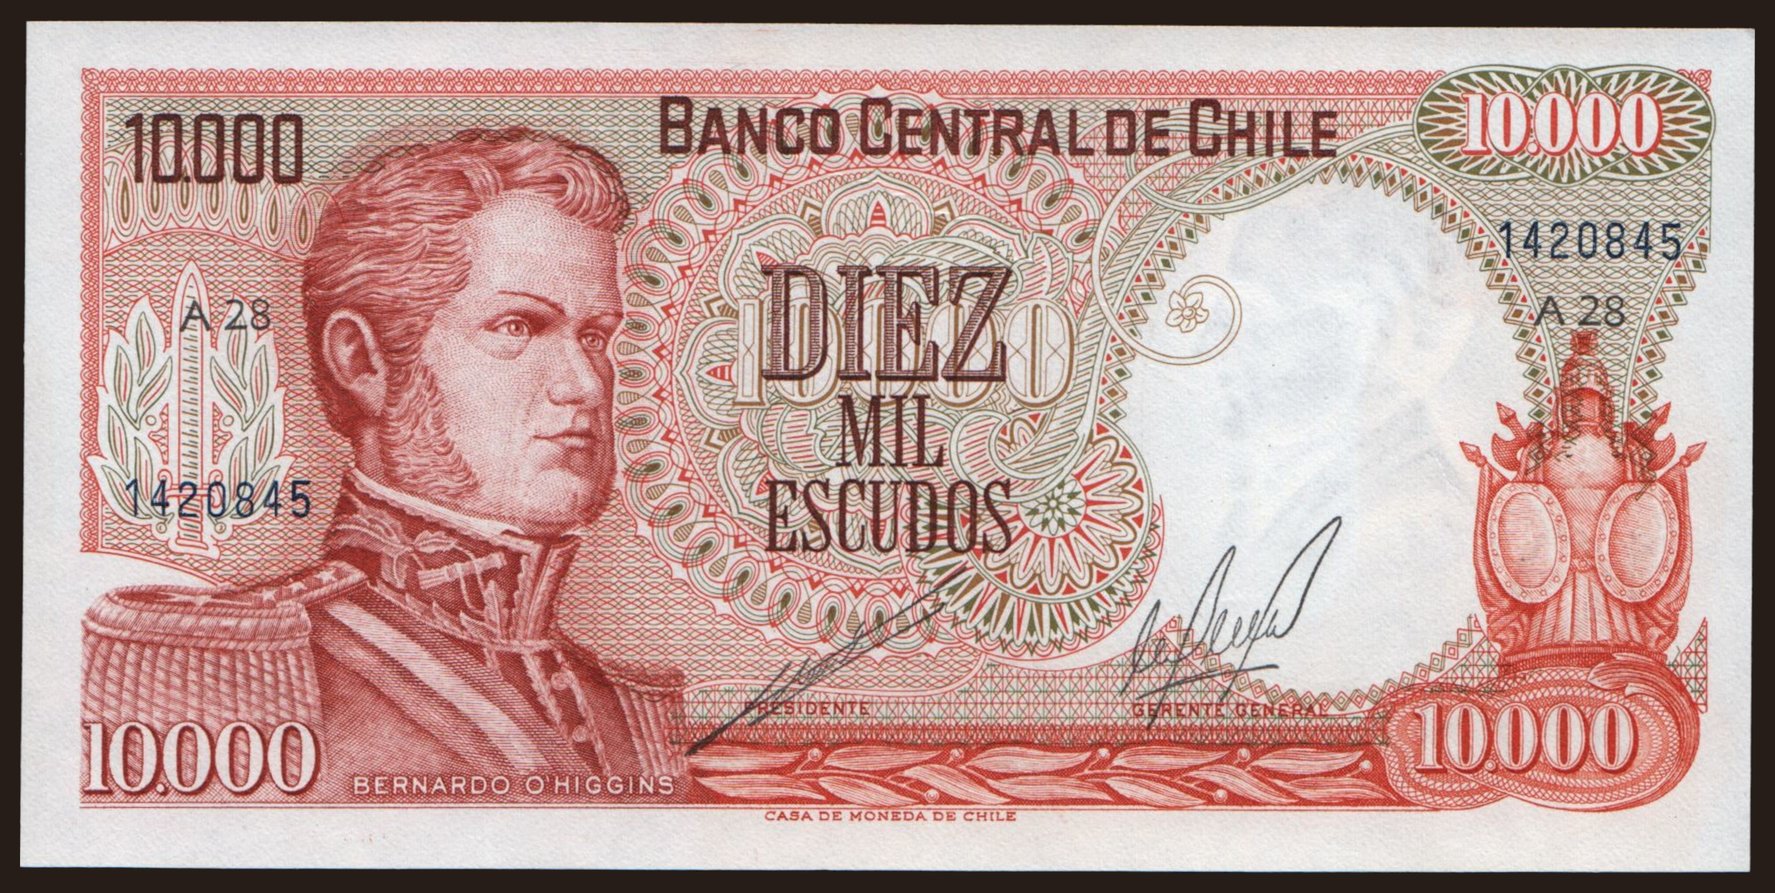 10.000
BANCO CENTRAL DE CHILE
10.000
1420845
A 28
A 28
DIEZ
10000
MIL
ESCUDOS
1420845
PRESIDENTE
GERENTE GENERAL
10.000
BERNARDO O'HIGGINS
10.000
CASA DE MONEDA DE CHILE